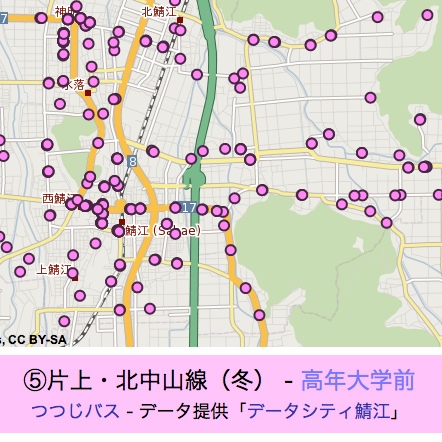 北鯖江
神明
7
水落
8
西鯖江
17
鯖江 (Sabae)
上鯖江
, CC BY-SA
⑤片上・北中山線（冬） - 高年大学前
つつじバス - データ提供「データシティ鯖江」